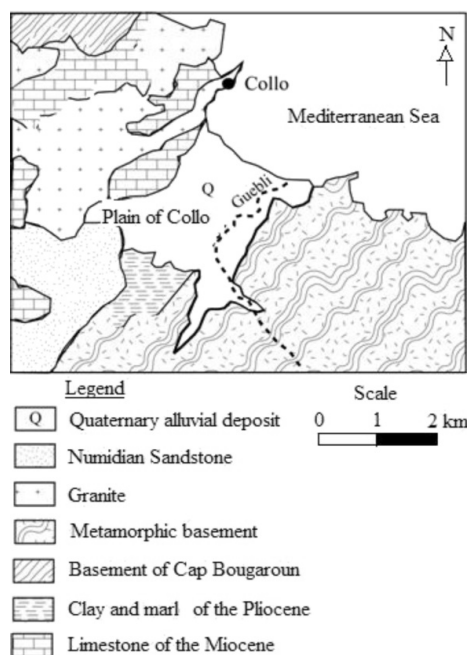 N
Collo
Mediterranean Sea
Q
Guebli
Plain of Collo
Legend
Scale
0 1 2 km
Q Quaternary alluvial deposit
Numidian Sandstone
Granite
Metamorphic basement
Basement of Cap Bougaroun
Clay and marl of the Pliocene
Limestone of the Miocene